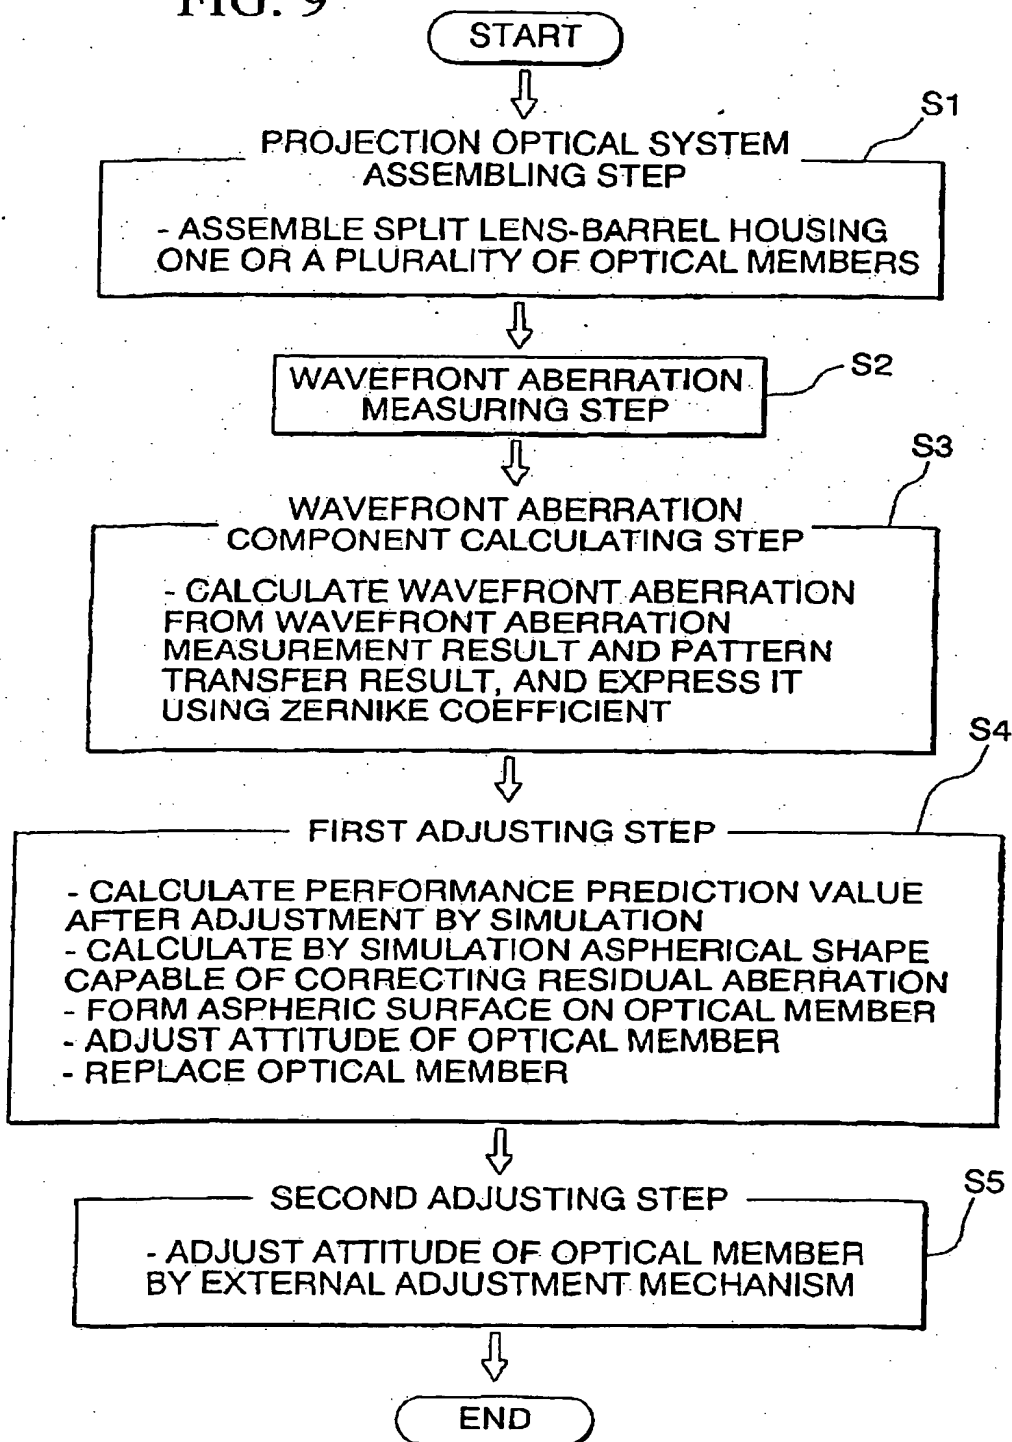 FIG. 9
START
S1
PROJECTION OPTICAL SYSTEM
ASSEMBLING STEP
- ASSEMBLE SPLIT LENS-BARREL HOUSING
ONE OR A PLURALITY OF OPTICAL MEMBERS
S2
WAVEFRONT ABERRATION
MEASURING STEP
S3
WAVEFRONT ABERRATION
COMPONENT CALCULATING STEP
- CALCULATE WAVEFRONT ABERRATION
FROM WAVEFRONT ABERRATION
MEASUREMENT RESULT AND PATTERN
TRANSFER RESULT, AND EXPRESS IT
USING ZERNIKE COEFFICIENT
S4
FIRST ADJUSTING STEP
- CALCULATE PERFORMANCE PREDICTION VALUE
AFTER ADJUSTMENT BY SIMULATION
- CALCULATE BY SIMULATION ASPHERICAL SHAPE
CAPABLE OF CORRECTING RESIDUAL ABERRATION
- FORM ASPHERIC SURFACE ON OPTICAL MEMBER
- ADJUST ATTITUDE OF OPTICAL MEMBER
- REPLACE OPTICAL MEMBER
S5
SECOND ADJUSTING STEP
- ADJUST ATTITUDE OF OPTICAL MEMBER
BY EXTERNAL ADJUSTMENT MECHANISM
END